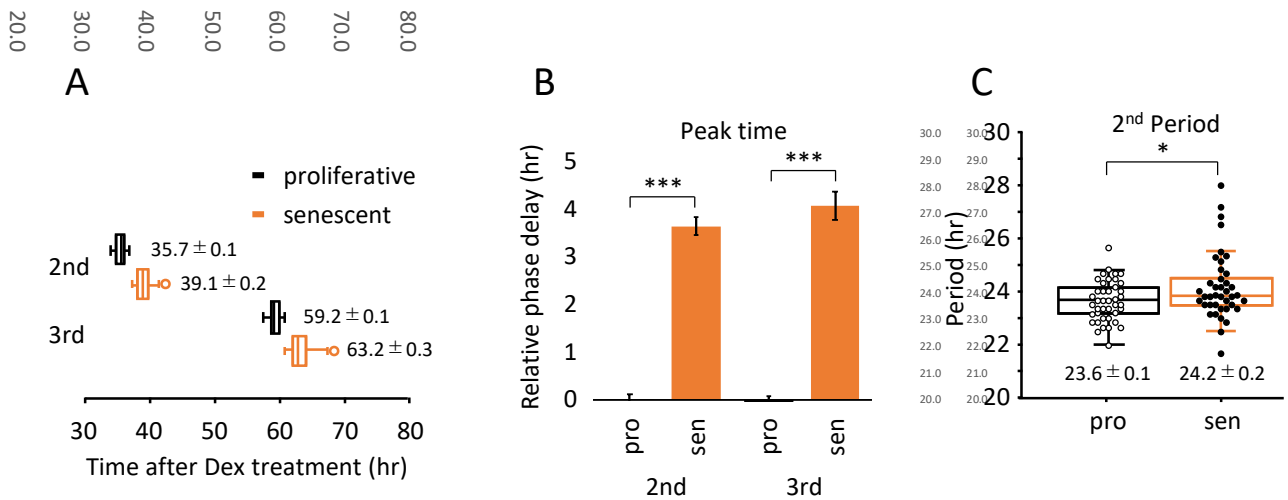 20.0 30.0 40.0 50.0 60.0 70.0 80.0
A
proliferative
senescent
2nd
35.7 ± 0.1
39.1 ± 0.2
3rd
59.2 ± 0.1
63.2 ± 0.3
30 40 50 60 70 80
Time after Dex treatment (hr)
B
Peak time
Relative phase delay (hr)
5
4
3
2
1
0
***
***
pro sen pro sen
2nd 3rd
C
2nd Period
*
Period (hr)
30.0 30.0
29.0 29.0
28.0 28.0
27.0 27.0
26.0 26.0
25.0 25.0
24.0 24.0
23.0 23.0
22.0 22.0
21.0 21.0
20.0 20.0
30
28
26
24
22
20
23.6 ± 0.1
24.2 ± 0.2
pro sen